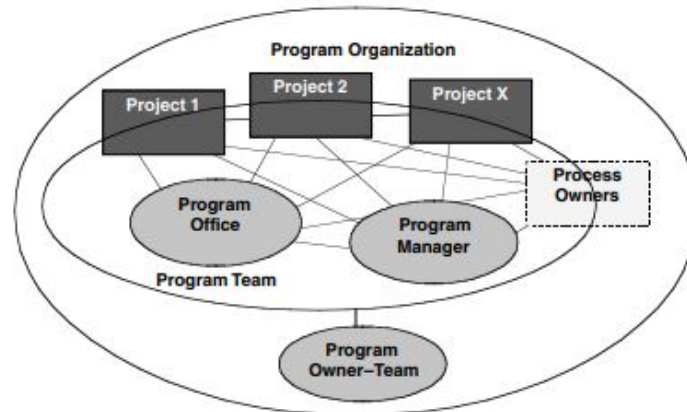 Program Organization
Project 1
Project 2
Project X
Process
Owners
Program
Office
Program
Manager
Program Team
Program
Owner–Team